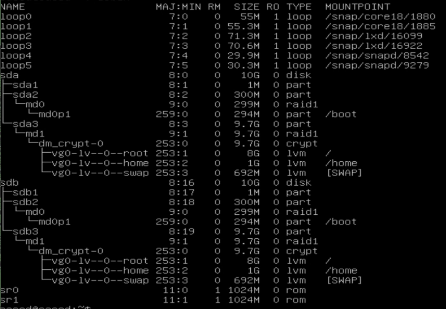 NAME MAJ:MIN RM SIZE RO TYPE MOUNTPOINT
loop0 7:0 0 55M 1 loop /snap/core18/1880
loop1 7:1 0 55.3M 1 loop /snap/core18/1885
loop2 7:2 0 71.3M 1 loop /snap/lxd/16099
loop3 7:3 0 70.6M 1 loop /snap/lxd/16922
loop4 7:4 0 29.9M 1 loop /snap/snapd/8542
loop5 7:5 0 30.3M 1 loop /snap/snapd/9279
sda 8:0 0 10G 0 disk
├─sda1 8:1 0 1M 0 part
├─sda2 8:2 0 300M 0 part
│ └─md0 9:0 0 299M 0 raid1
│ └─md0p1 259:0 0 294M 0 part /boot
└─sda3 8:3 0 9.7G 0 part
└─md1 9:1 0 9.7G 0 raid1
└─dm_crypt-0 253:0 0 9.7G 0 crypt
├─vg0-lv--0--root 253:1 0 8G 0 lvm /
├─vg0-lv--0--home 253:2 0 1G 0 lvm /home
└─vg0-lv--0--swap 253:3 0 692M 0 lvm [SWAP]
sdb 8:16 0 10G 0 disk
├─sdb1 8:17 0 1M 0 part
├─sdb2 8:18 0 300M 0 part
│ └─md0 9:0 0 299M 0 raid1
│ └─md0p1 259:0 0 294M 0 part /boot
└─sdb3 8:19 0 9.7G 0 part
└─md1 9:1 0 9.7G 0 raid1
└─dm_crypt-0 253:0 0 9.7G 0 crypt
├─vg0-lv--0--root 253:1 0 8G 0 lvm /
├─vg0-lv--0--home 253:2 0 1G 0 lvm /home
└─vg0-lv--0--swap 253:3 0 692M 0 lvm [SWAP]
sr0 11:0 1 1024M 0 rom
sr1 11:1 1 1024M 0 rom